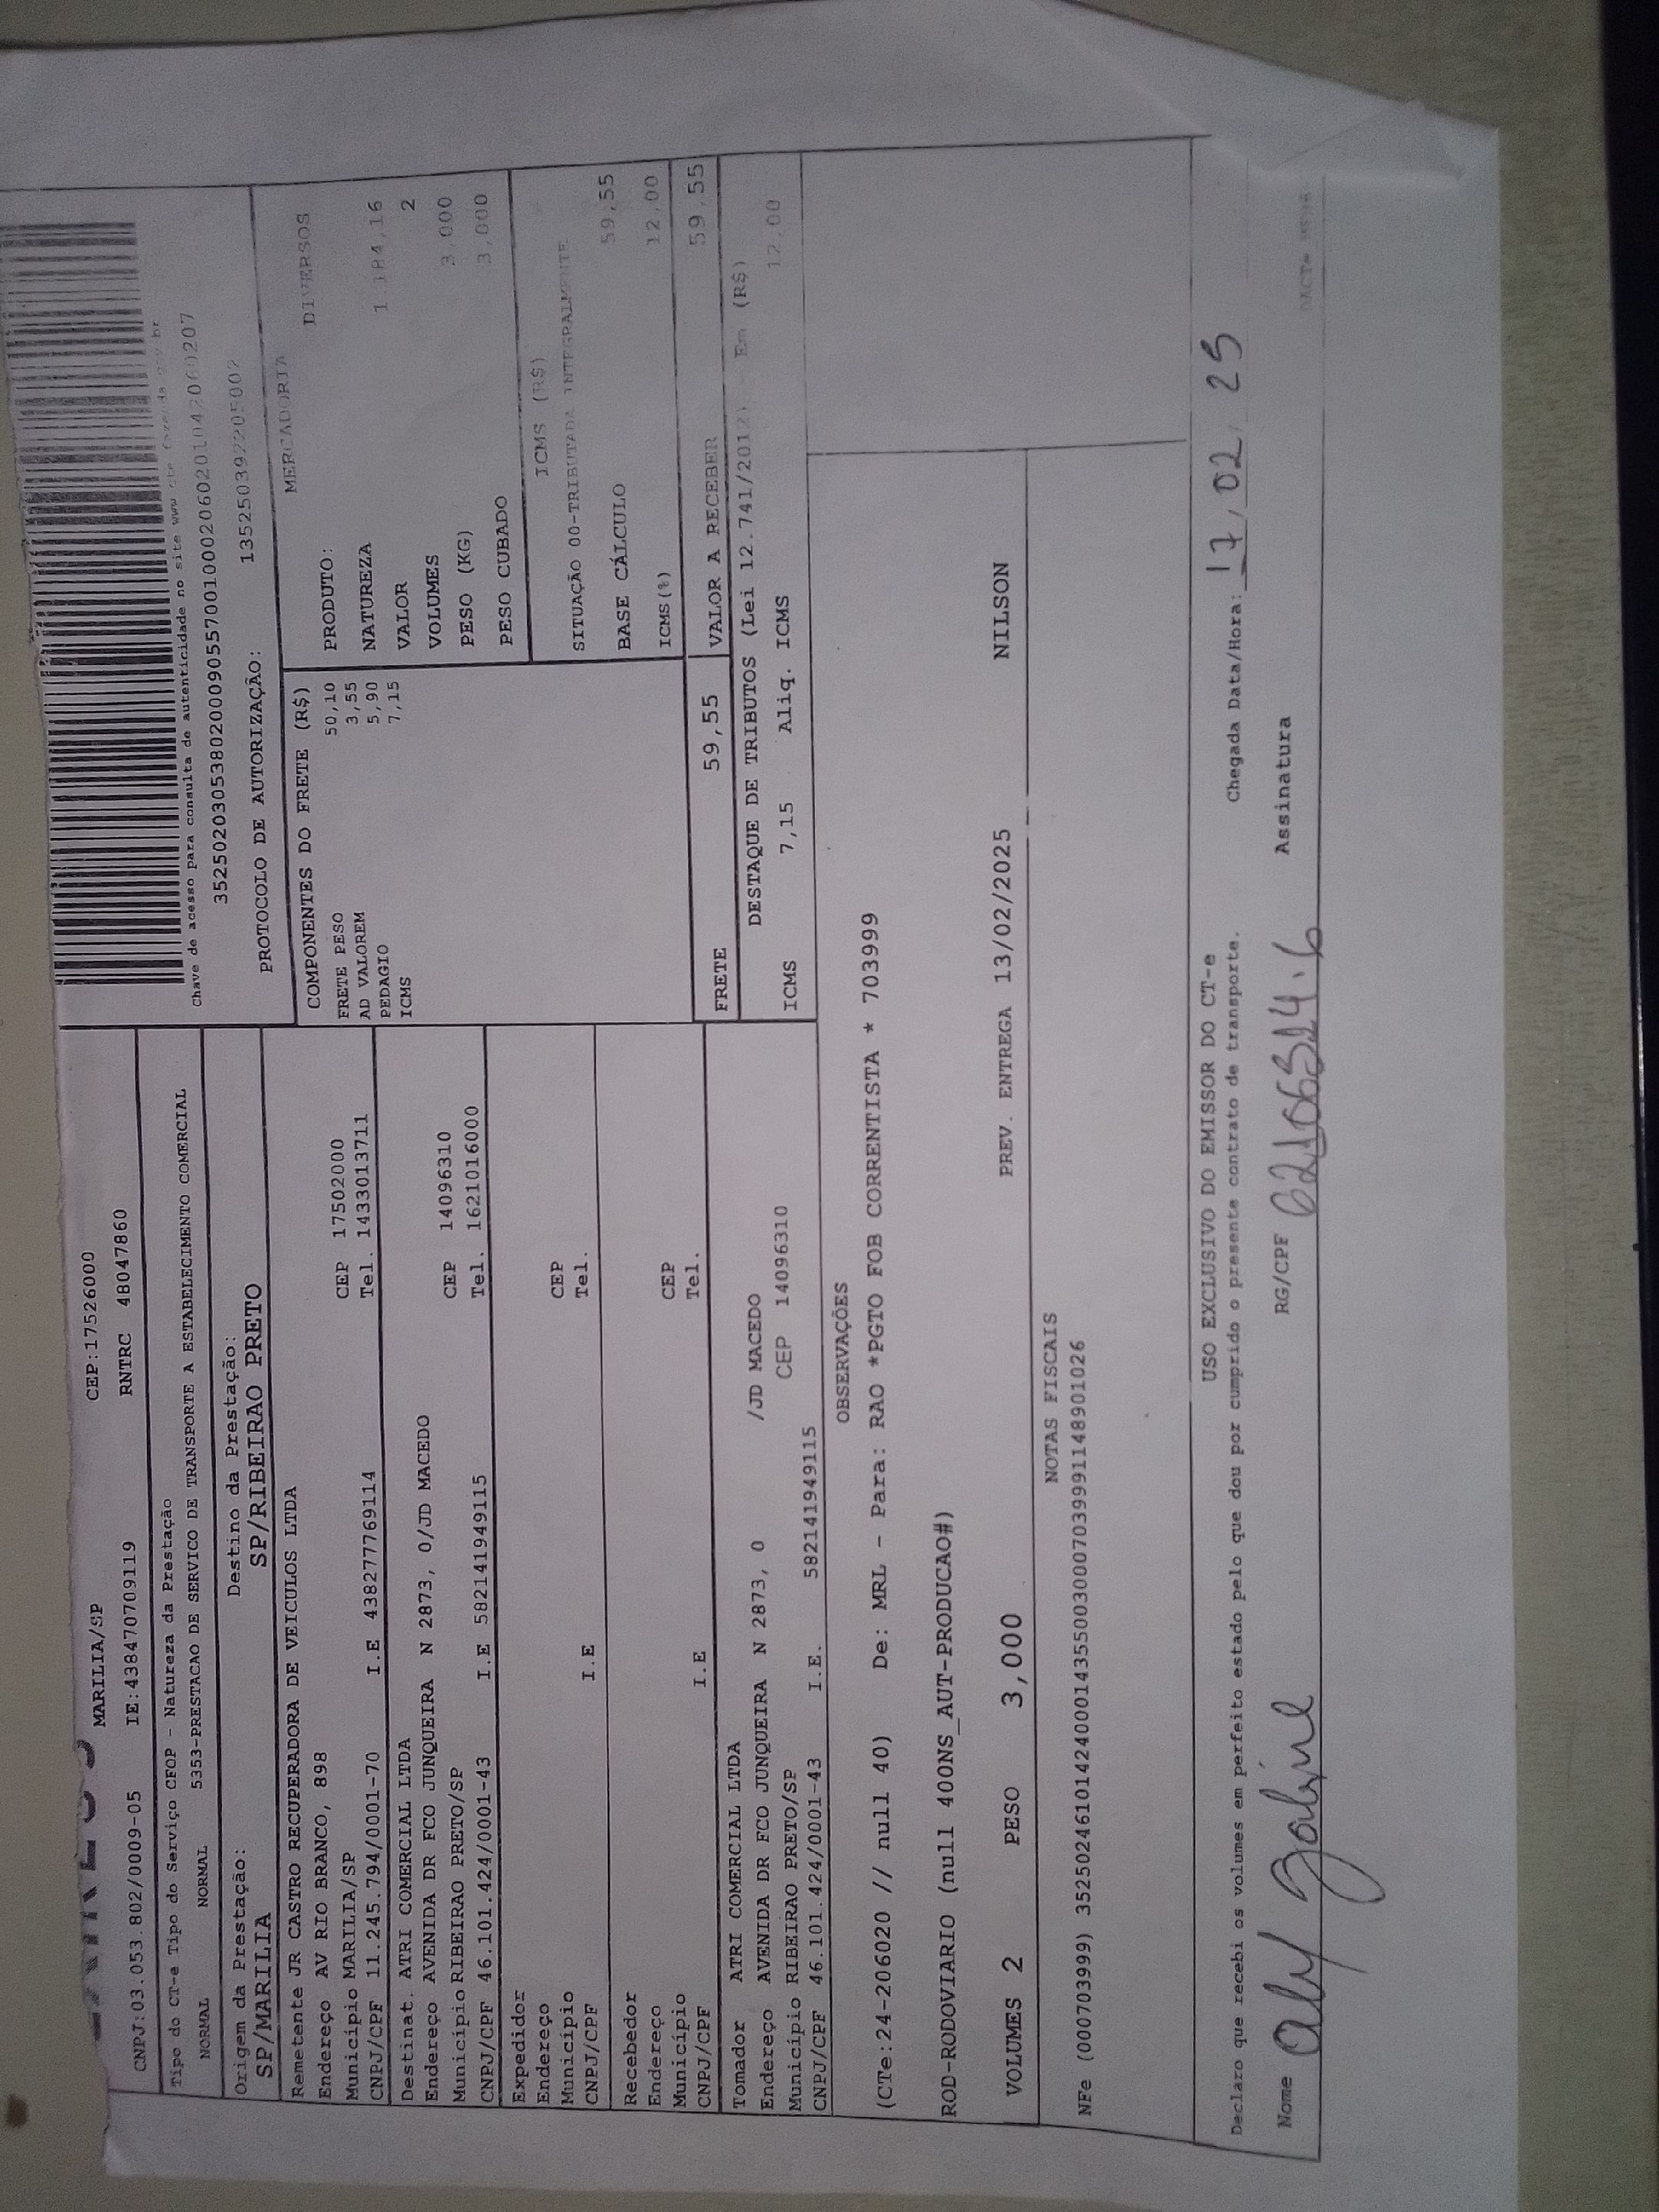 MARILIA/SP CEP:17526000
CNPJ:03.053.802/0009-05 IE:438470709119 RNTRC 48047860
Tipo do CT-e Tipo do Serviço CFOP - Natureza da Prestação
NORMAL NORMAL 5353-PRESTACAO DE SERVICO DE TRANSPORTE A ESTABELECIMENTO COMERCIAL
Origem da Prestação: Destino da Prestação:
SP/MARILIA SP/RIBEIRAO PRETO
Chave de acesso para consulta de autenticidade no site www
PROTOCOLO DE AUTORIZAÇÃO: 135250392205002
Remetente JR CASTRO RECUPERADORA DE VEICULOS LTDA
Endereço AV RIO BRANCO, 898 CEP 17502000
Município MARILIA/SP Tel. 1433013711
CNPJ/CPF 11.245.794/0001-70 I.E 438277769114
Destinat. ATRI COMERCIAL LTDA
Endereço AVENIDA DR FCO JUNQUEIRA N 2873, 0/JD MACEDO CEP 14096310
Município RIBEIRAO PRETO/SP Tel. 1621016000
CNPJ/CPF 46.101.424/0001-43 I.E 582141949115
Expedidor
Endereço CEP
Município Tel.
CNPJ/CPF I.E
Recebedor
Endereço CEP
Município Tel.
CNPJ/CPF I.E
Tomador ATRI COMERCIAL LTDA
Endereço AVENIDA DR FCO JUNQUEIRA N 2873, 0 /JD MACEDO
Município RIBEIRAO PRETO/SP CEP 14096310
CNPJ/CPF 46.101.424/0001-43 I.E. 582141949115
COMPONENTES DO FRETE (R$)
FRETE PESO 50,10
AD VALOREM 3,55
PEDAGIO 5,90
ICMS 7,15
MERCADORIA
PRODUTO: DIVERSOS
NATUREZA
VALOR 1.184,16
VOLUMES 2
PESO (KG) 3,000
PESO CUBADO 3,000
ICMS (R$)
SITUAÇÃO 00-TRIBUTADA INTEGRALMENTE
BASE CÁLCULO 59,55
ICMS(%) 12,00
FRETE 59,55 VALOR A RECEBER 59,55
DESTAQUE DE TRIBUTOS (Lei 12.741/2012) Em (R$)
ICMS 7,15 Aliq. ICMS 12,00
OBSERVAÇÕES
(CTe:24-206020 // null 40) De: MRL - Para: RAO *PGTO FOB CORRENTISTA * 703999
ROD-RODOVIARIO (null 400NS_AUT-PRODUCAO#)
VOLUMES 2 PESO 3,000 PREV. ENTREGA 13/02/2025 NILSON
NOTAS FISCAIS
NFe (000703999) 35250246101424000143550030007039991148901026
USO EXCLUSIVO DO EMISSOR DO CT-e
Declaro que recebi os volumes em perfeito estado pelo que dou por cumprido o presente contrato de transporte. Chegada Data/Hora: 17/02/25
Nome RG/CPF Assinatura